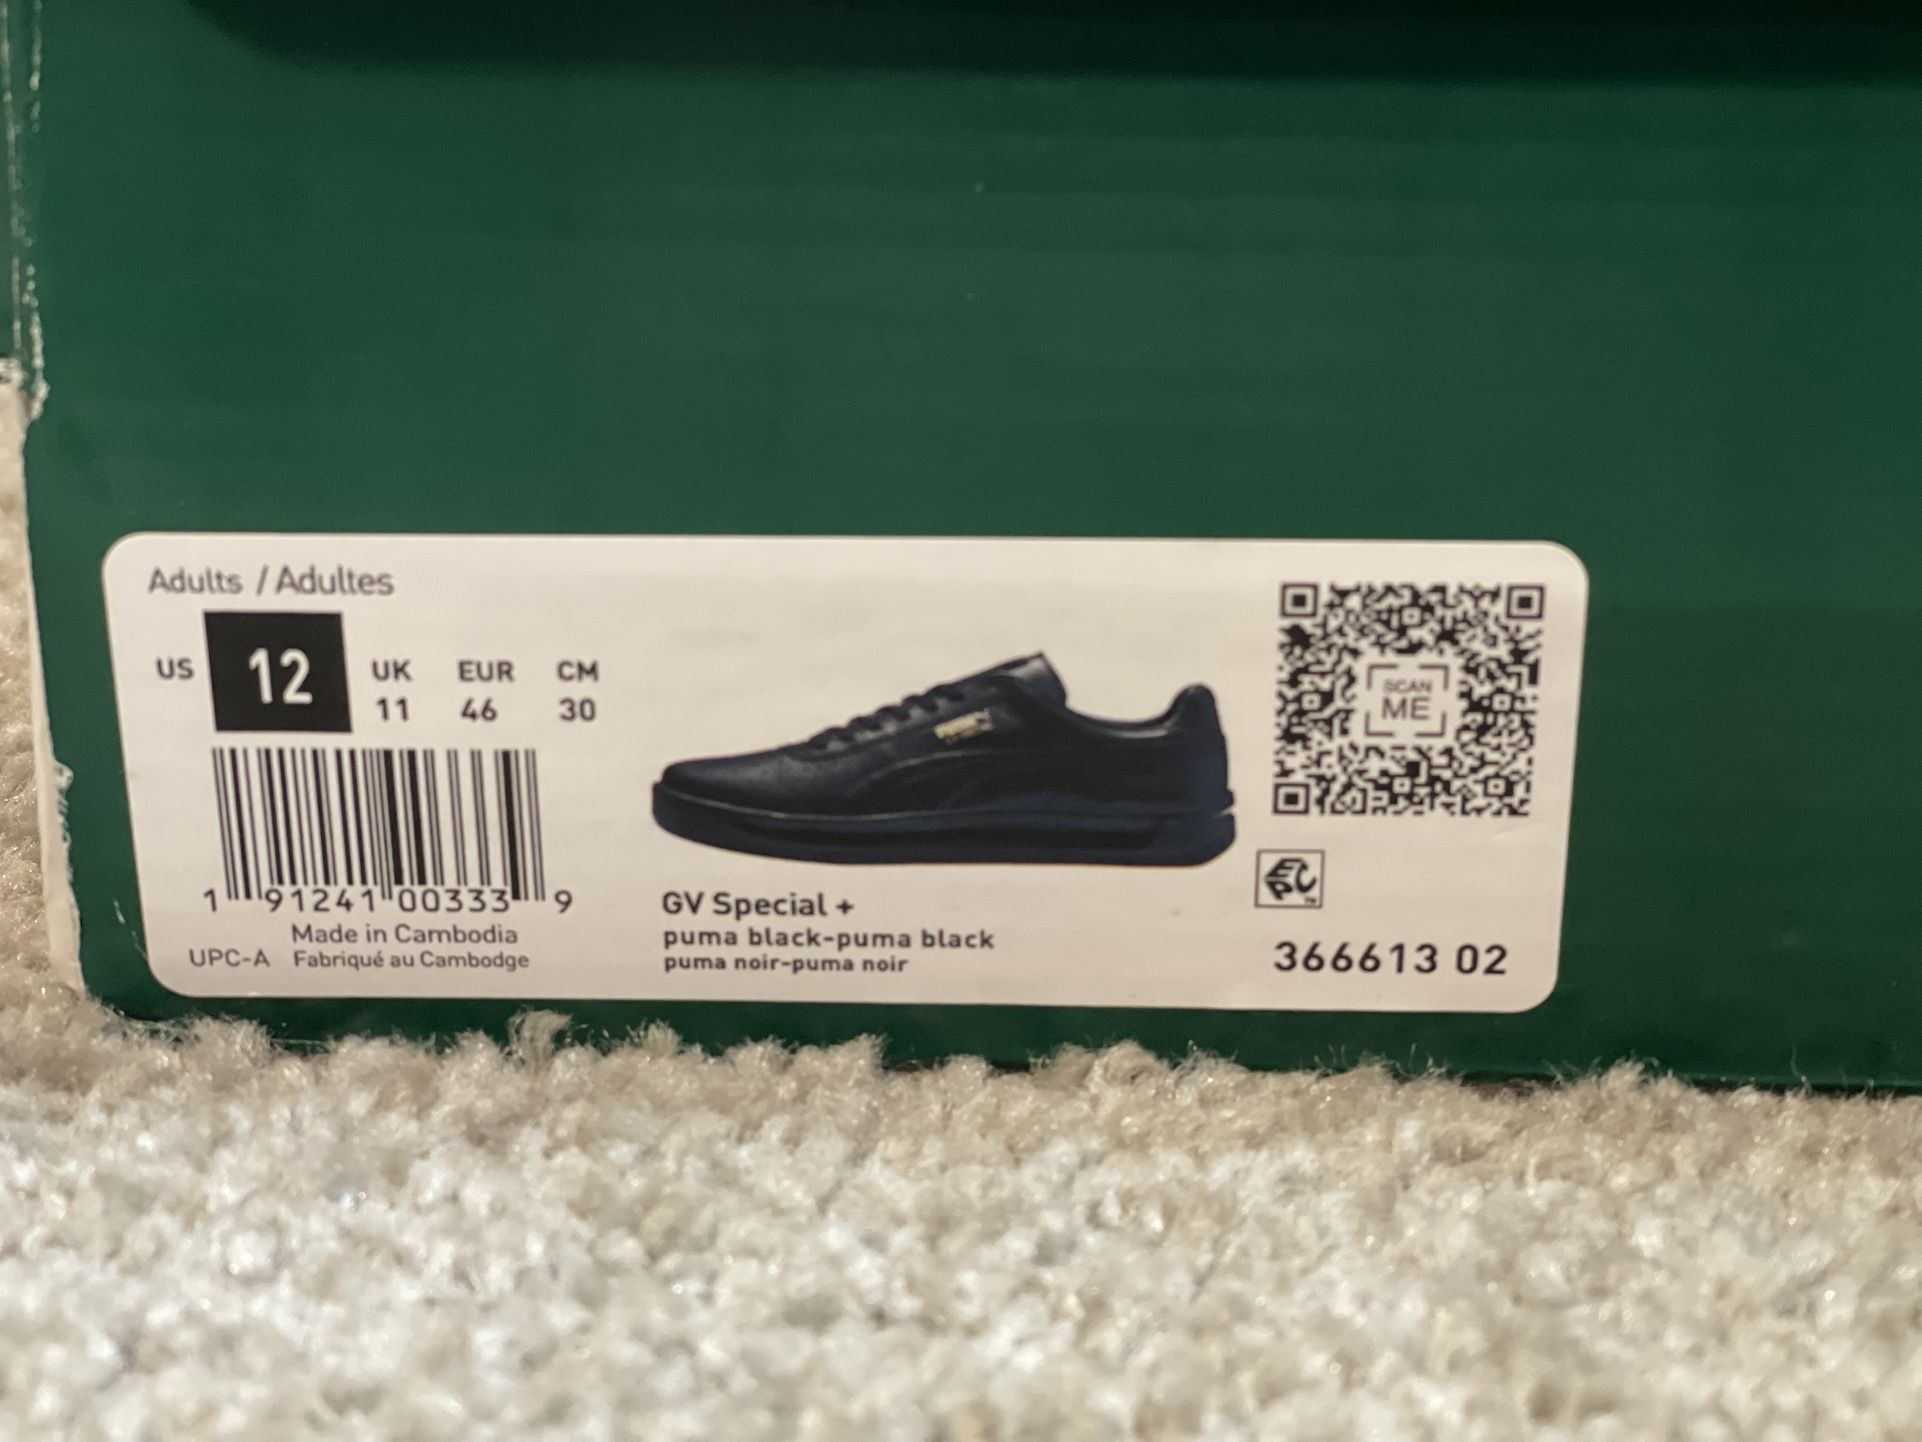 Adults / Adultes
US 12 UK 11 EUR 46 CM 30
1 91241 00333 9
Made in Cambodia
UPC-A Fabriqué au Cambodge
GV Special +
puma black-puma black
puma noir-puma noir
SCAN
ME
EPC
366613 02